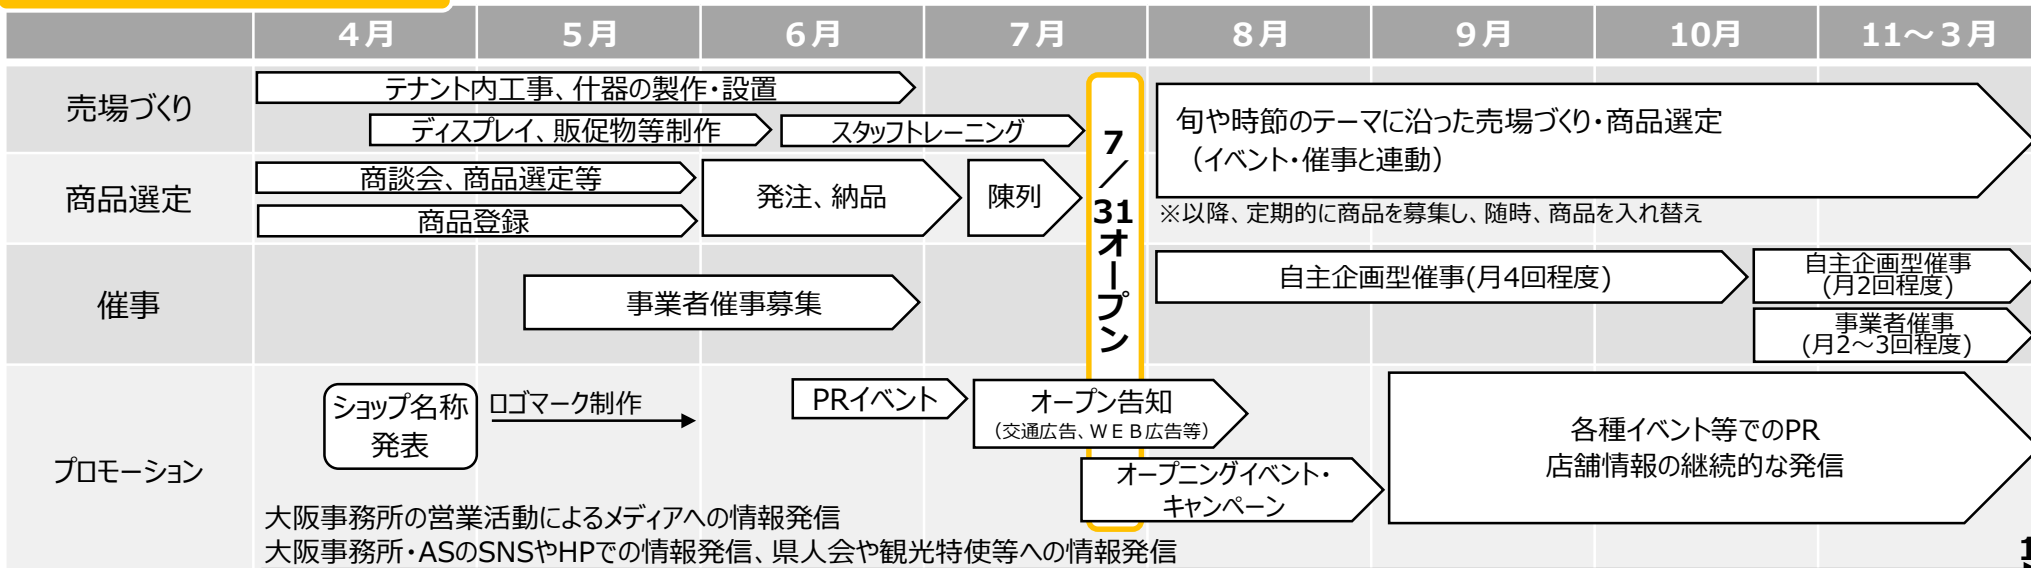 4月 5月 6月 7月 8月 9月 10月 11～3月
売場づくり
テナント内工事、什器の製作・設置
ディスプレイ、販促物等制作
スタッフトレーニング
旬や時節のテーマに沿った売場づくり・商品選定
（イベント・催事と連動）
商品選定
商談会、商品選定等
商品登録
発注、納品
陳列
※以降、定期的に商品を募集し、随時、商品を入れ替え
7／31オープン
催事
事業者催事募集
自主企画型催事(月4回程度)
自主企画型催事
(月2回程度)
事業者催事
(月2～3回程度)
プロモーション
ショップ名称
発表
ロゴマーク制作
PRイベント
オープン告知
（交通広告、ＷＥＢ広告等）
オープニングイベント・
キャンペーン
各種イベント等でのPR
店舗情報の継続的な発信
大阪事務所の営業活動によるメディアへの情報発信
大阪事務所・ASのSNSやHPでの情報発信、県人会や観光特使等への情報発信